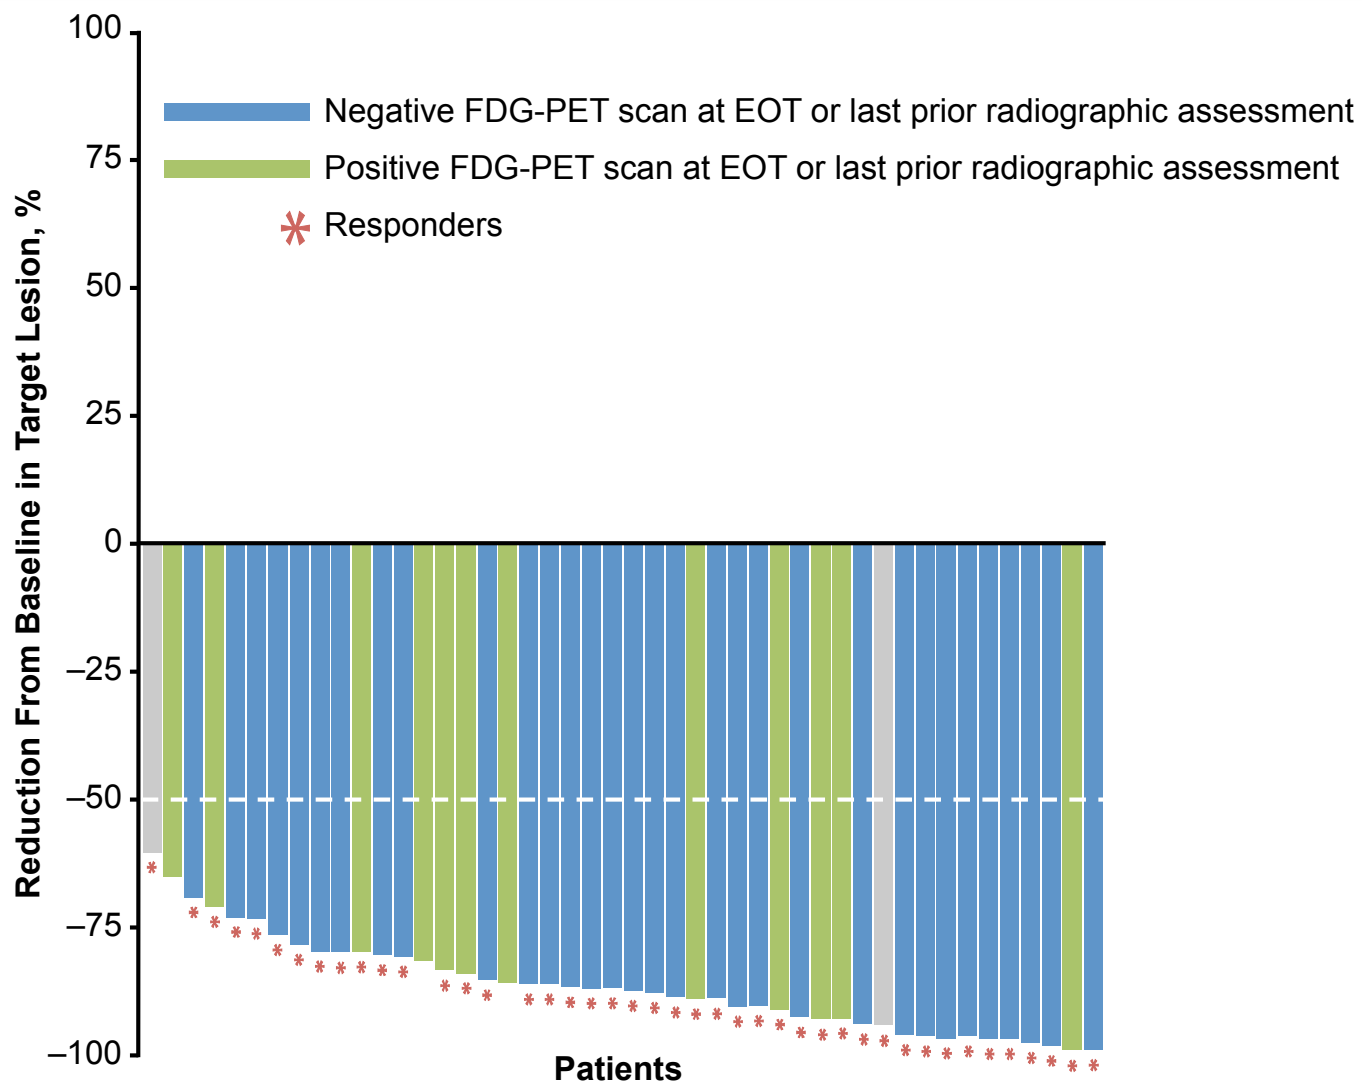 100
Negative FDG-PET scan at EOT or last prior radiographic assessment
75
Positive FDG-PET scan at EOT or last prior radiographic assessment
Responders
50
25
0
–25
–50
–75
–100
Reduction From Baseline in Target Lesion, %
Patients